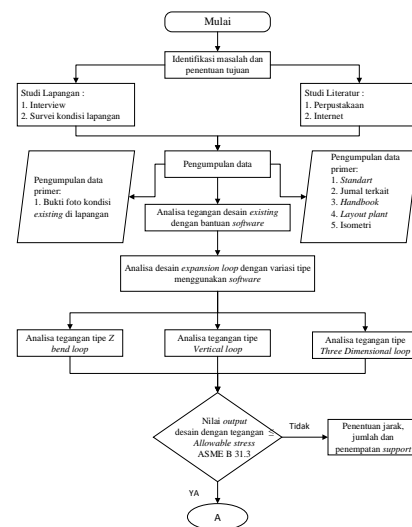 Mulai
Identifikasi masalah dan
penentuan tujuan
Studi Lapangan :
1. Interview
2. Survei kondisi lapangan
Studi Literatur :
1. Perpustakaan
2. Internet
Pengumpulan data
primer:
1. Bukti foto kondisi
existing di lapangan
Pengumpulan data
Pengumpulan data
primer:
1. Standart
2. Jurnal terkait
3. Handbook
4. Layout plant
5. Isometri
Analisa tegangan desain existing
dengan bantuan software
Analisa desain expansion loop dengan variasi tipe
menggunakan software
Analisa tegangan tipe Z
bend loop
Analisa tegangan tipe
Vertical loop
Analisa tegangan tipe
Three Dimensional loop
Nilai output
desain dengan tegangan ≤
Allowable stress
ASME B 31.3
Tidak
Penentuan jarak,
jumlah dan
penempatan support
YA
A